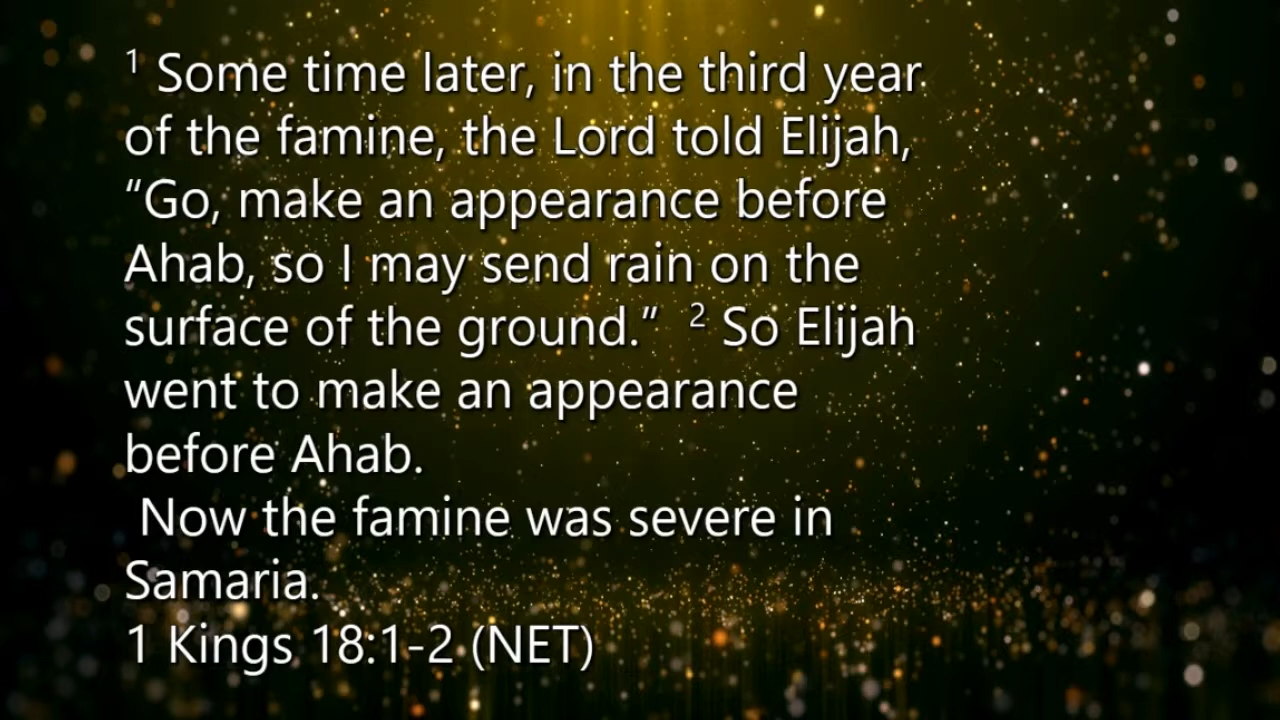 1 Some time later, in the third year
of the famine, the Lord told Elijah,
“Go, make an appearance before
Ahab, so I may send rain on the
surface of the ground.” 2 So Elijah
went to make an appearance
before Ahab.
Now the famine was severe in
Samaria.
1 Kings 18:1-2 (NET)